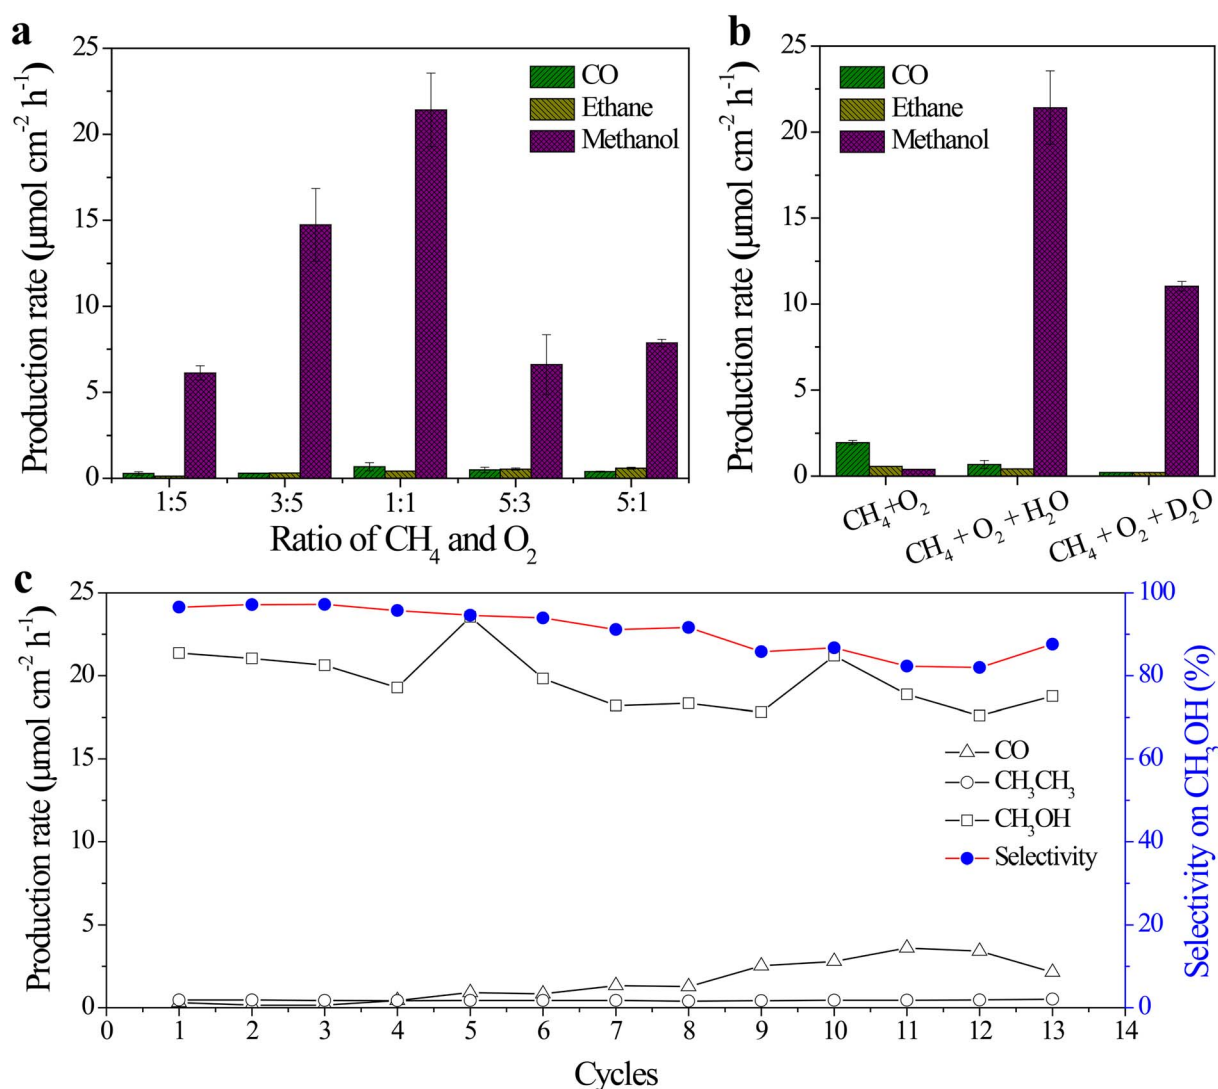 a
Production rate (μmol cm⁻² h⁻¹)
25
20
15
10
5
0
CO
Ethane
Methanol
1:5 3:5 1:1 5:3 5:1
Ratio of CH₄ and O₂
b
Production rate (μmol cm⁻² h⁻¹)
25
20
15
10
5
0
CO
Ethane
Methanol
CH₄+O₂
CH₄ + O₂ + H₂O
CH₄ + O₂ + D₂O
c
Production rate (μmol cm⁻² h⁻¹)
25
20
15
10
5
0
CO
CH₃CH₃
CH₃OH
Selectivity
100
80
60
40
20
0
Selectivity on CH₃OH (%)
0 1 2 3 4 5 6 7 8 9 10 11 12 13 14
Cycles